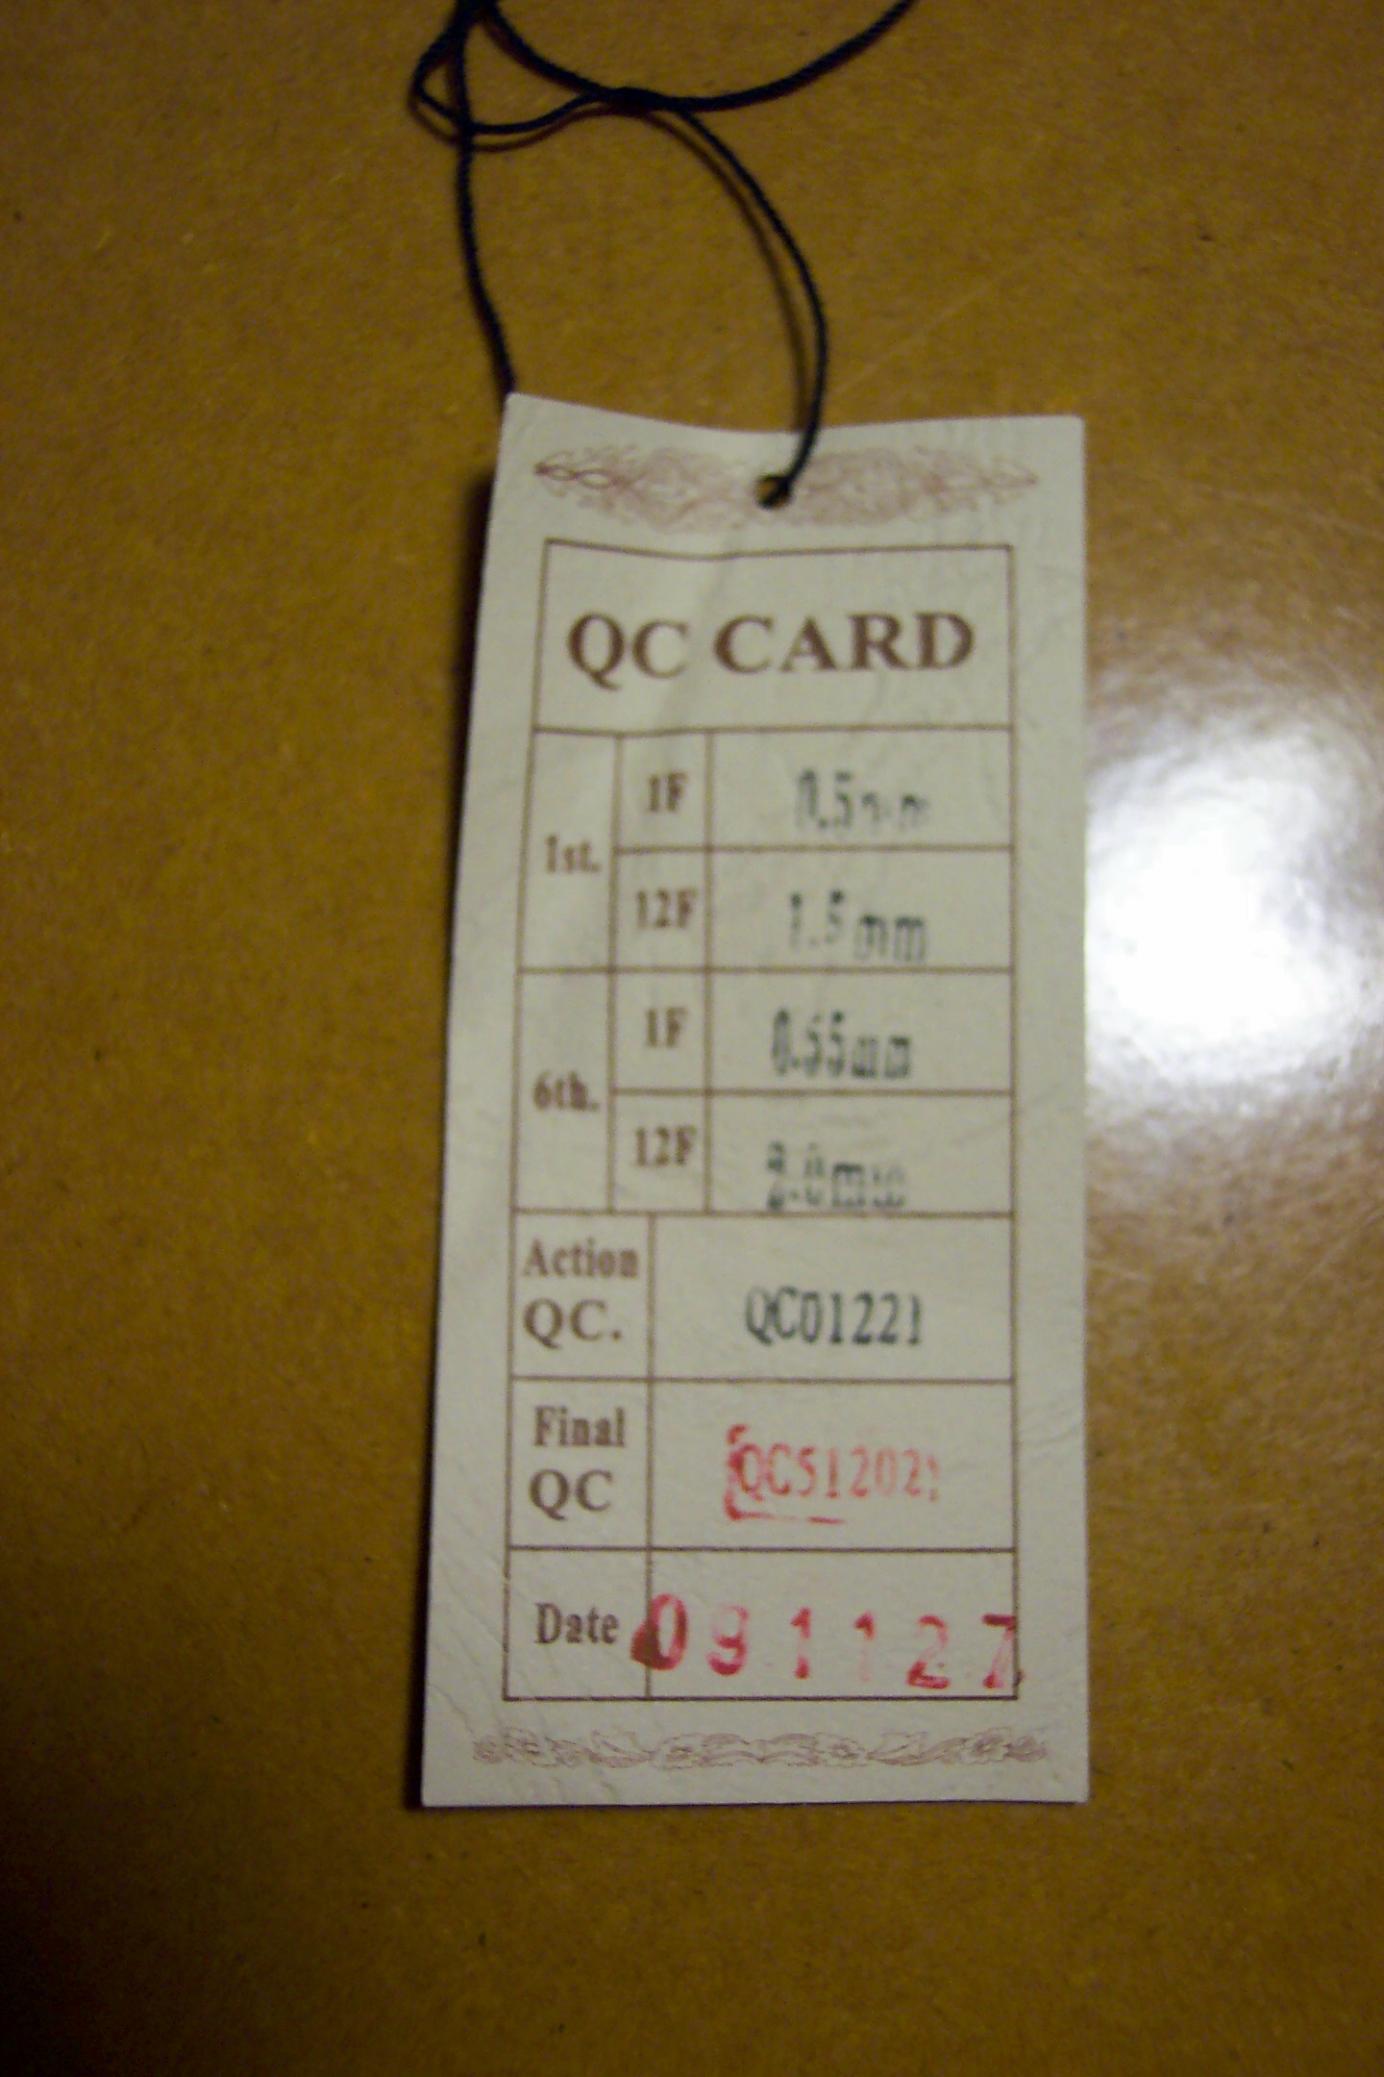 QC CARD
1st. 1F 0.5mm
12F 1.5mm
6th. 1F 0.65mm
12F 2.0mm
Action QC. QC01221
Final QC QC512021
Date 091127